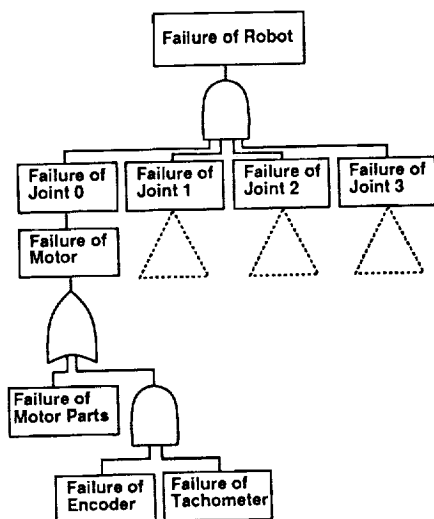 Failure of Robot
Failure of
Joint 0
Failure of
Joint 1
Failure of
Joint 2
Failure of
Joint 3
Failure of
Motor
Failure of
Motor Parts
Failure of
Encoder
Failure of
Tachometer